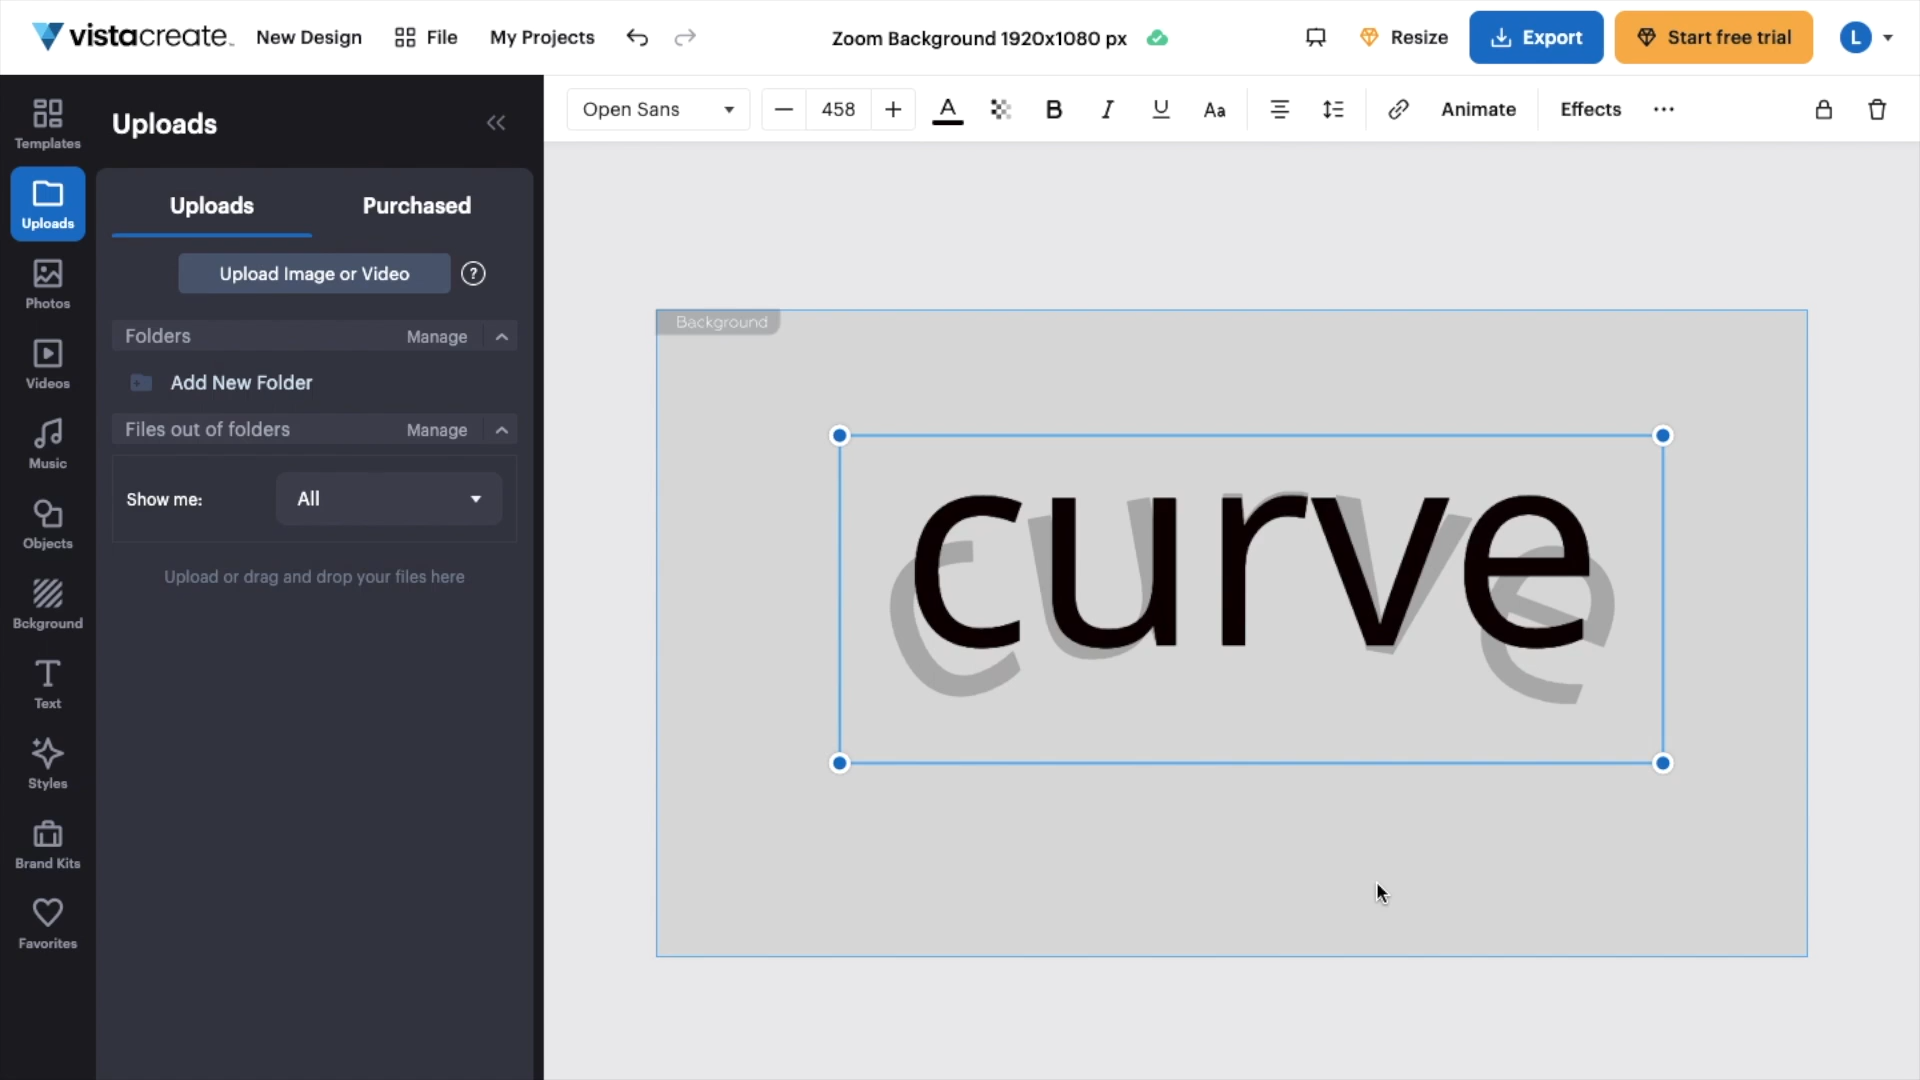 vistacreate
New Design
File
My Projects
Zoom Background 1920x1080 px
Resize
Export
Start free trial
L
Templates
Uploads
Photos
Videos
Music
Objects
Bckground
Text
Styles
Brand Kits
Favorites
Uploads
Uploads
Purchased
Upload Image or Video
?
Folders
Manage
Add New Folder
Files out of folders
Manage
Show me:
All
Upload or drag and drop your files here
Open Sans
458
A
B
I
U
Aa
Animate
Effects
Background
curve
curve